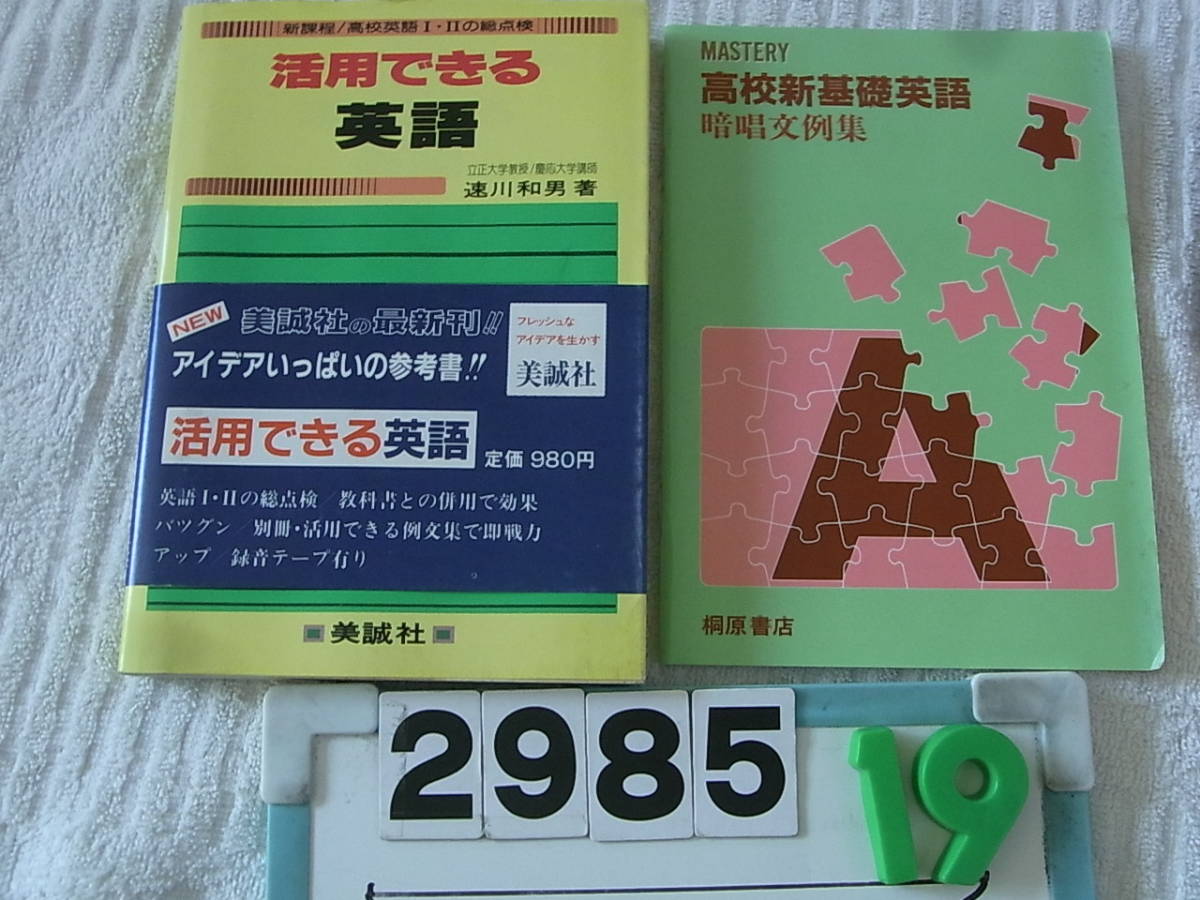 新課程/高校英語Ⅰ・Ⅱの総点検
活用できる
英語
立正大学教授/慶応大学講師
速川和男著
NEW
美誠社の最新刊!!
アイデアいっぱいの参考書!!
フレッシュな
アイデアを生かす
美誠社
活用できる英語
定価 980円
英語Ⅰ・Ⅱの総点検/教科書との併用で効果
バツグン/別冊・活用できる例文集で即戦力
アップ/録音テープ有り
美誠社
MASTERY
高校新基礎英語
暗唱文例集
A
桐原書店
2985
19